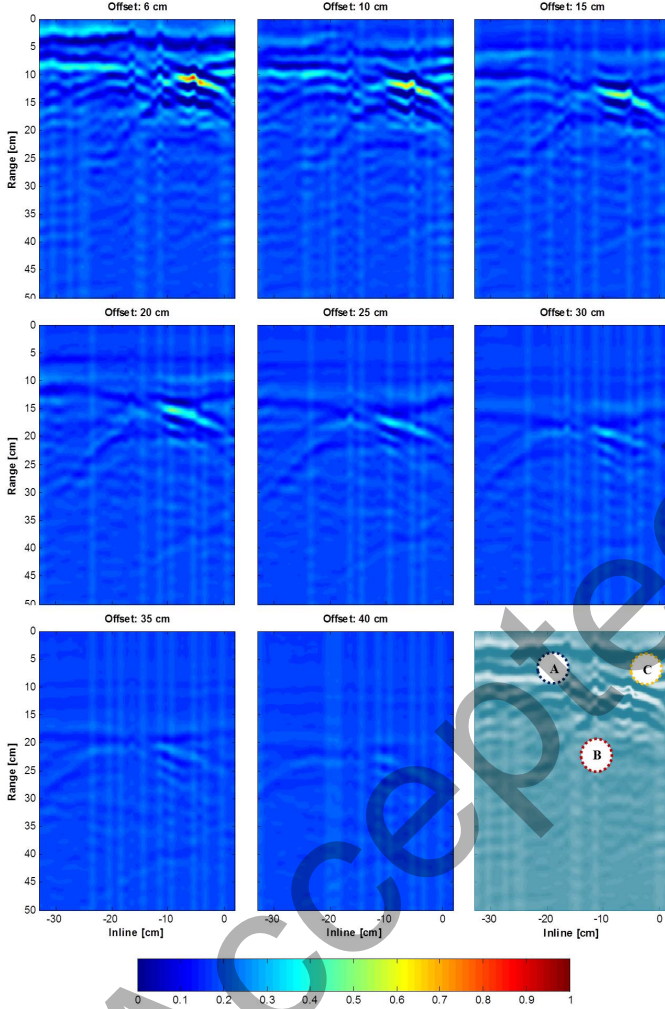 Offset: 6 cm
Offset: 10 cm
Offset: 15 cm
0
5
10
15
20
25
30
35
40
45
50
Range [cm]
Offset: 20 cm
Offset: 25 cm
Offset: 30 cm
0
5
10
15
20
25
30
35
40
45
50
Range [cm]
Offset: 35 cm
Offset: 40 cm
0
5
10
15
20
25
30
35
40
45
50
Range [cm]
A
C
B
-30 -20 -10 0
-30 -20 -10 0
-30 -20 -10 0
Inline [cm]
Inline [cm]
Inline [cm]
0 0.1 0.2 0.3 0.4 0.5 0.6 0.7 0.8 0.9 1
Accepte